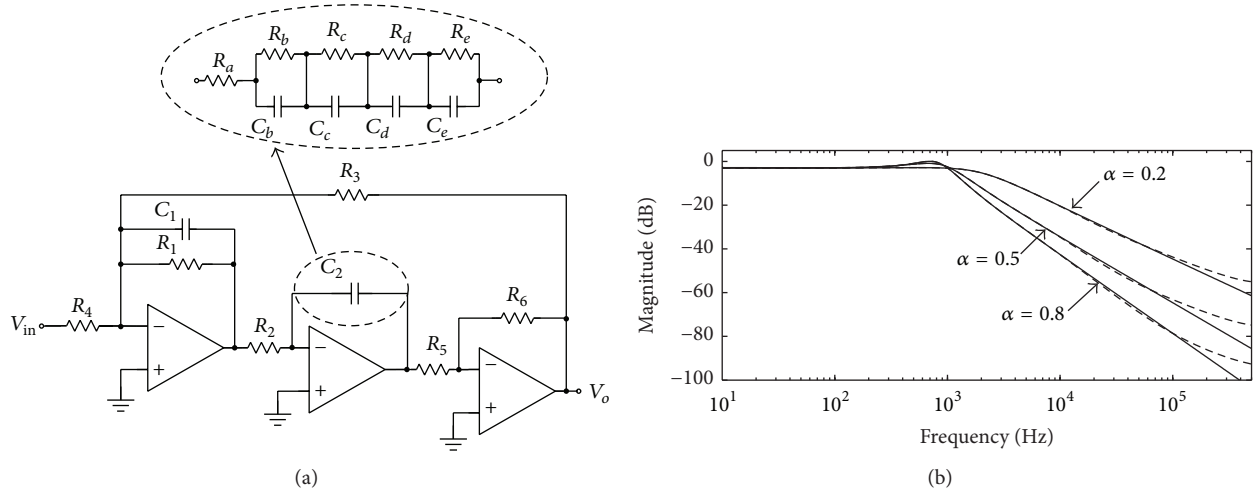 R_b R_c R_d R_e
R_a
C_b C_c C_d C_e
R_3
C_1
R_1
C_2
R_6
V_in R_4
R_2
R_5
V_o
− + − + − +
(a)
Magnitude (dB)
0
−20
−40
−60
−80
−100
α = 0.2
α = 0.5
α = 0.8
10^1 10^2 10^3 10^4 10^5
Frequency (Hz)
(b)